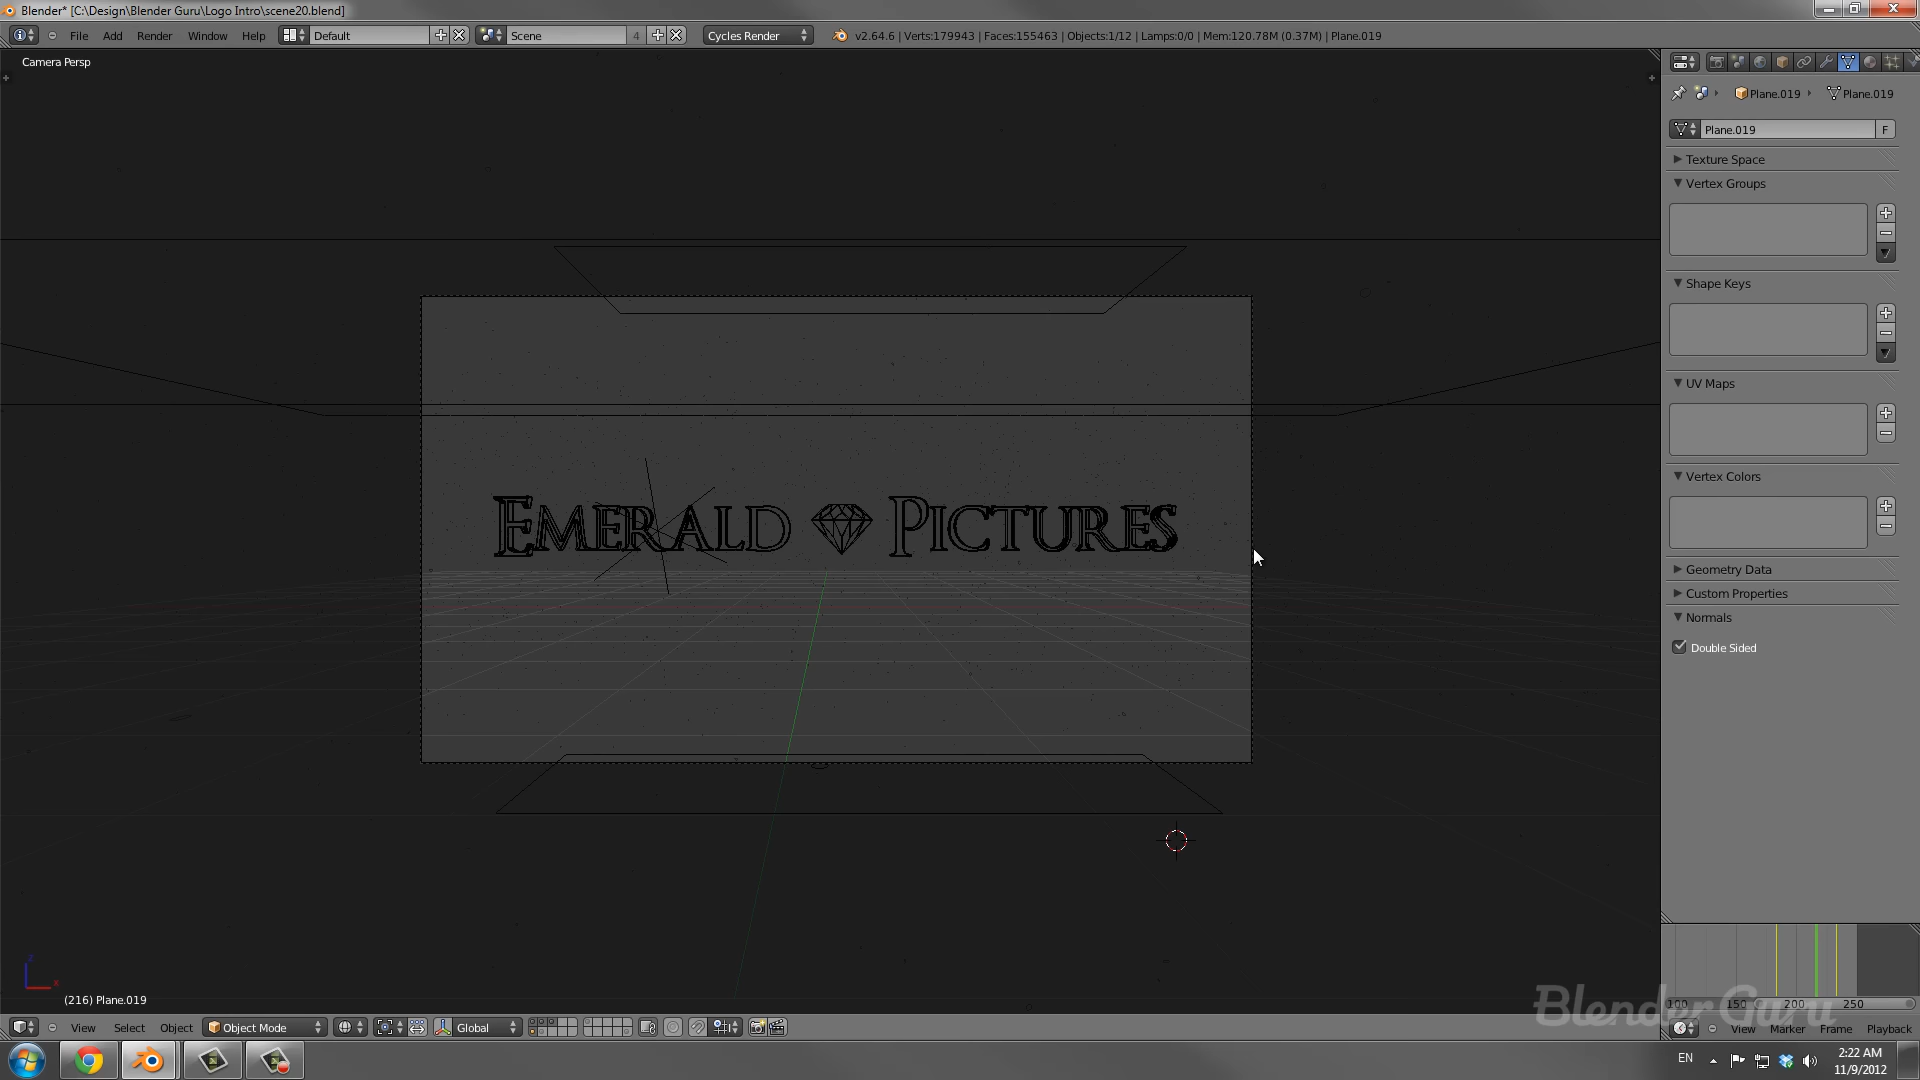 Blender* [C:\Design\Blender Guru\Logo Intro\scene20.blend]
File Add Render Window Help Default Scene 4 Cycles Render v2.64.6 | Verts:179943 | Faces:155463 | Objects:1/12 | Lamps:0/0 | Mem:120.78M (0.37M) | Plane.019
Camera Persp
Plane.019 Plane.019
Plane.019 F
Texture Space
Vertex Groups
Shape Keys
UV Maps
Vertex Colors
EMERALD PICTURES
Geometry Data
Custom Properties
Normals
Double Sided
z
x
(216) Plane.019
100 150 200 250
BlenderGuru
View Select Object Object Mode Global
View Marker Frame Playback
EN
2:22 AM
11/9/2012